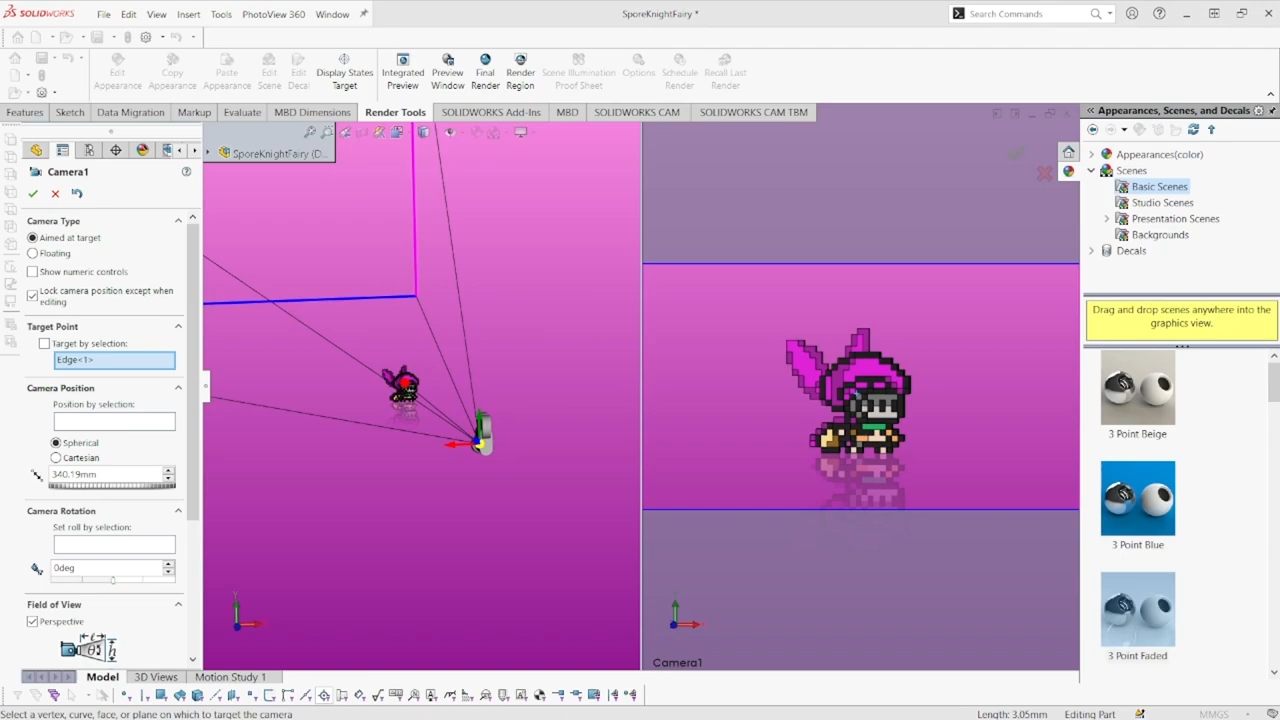 SOLIDWORKS File Edit View Insert Tools PhotoView 360 Window SporeKnightFairy * Search Commands
Edit Appearance
Copy Appearance
Paste Appearance
Edit Scene
Edit Decal
Display States Target
Integrated Preview
Preview Window
Final Render
Render Region
Scene Illumination Proof Sheet
Options
Schedule Render
Recall Last Render
Features Sketch Data Migration Markup Evaluate MBD Dimensions Render Tools SOLIDWORKS Add-Ins MBD SOLIDWORKS CAM SOLIDWORKS CAM TBM
Appearances, Scenes, and Decals
SporeKnightFairy (D...
Camera1
Camera Type
Aimed at target
Floating
Show numeric controls
Lock camera position except when
editing
Target Point
Target by selection:
Edge<1>
Camera Position
Position by selection:
Spherical
Cartesian
340.19mm
Camera Rotation
Set roll by selection:
0deg
Field of View
Perspective
ℓ
θ
h
Camera1
Appearances(color)
Scenes
Basic Scenes
Studio Scenes
Presentation Scenes
Backgrounds
Decals
Drag and drop scenes anywhere into the
graphics view.
3 Point Beige
3 Point Blue
3 Point Faded
Model 3D Views Motion Study 1
Select a vertex, curve, face, or plane on which to target the camera Length: 3.05mm Editing Part MMGS